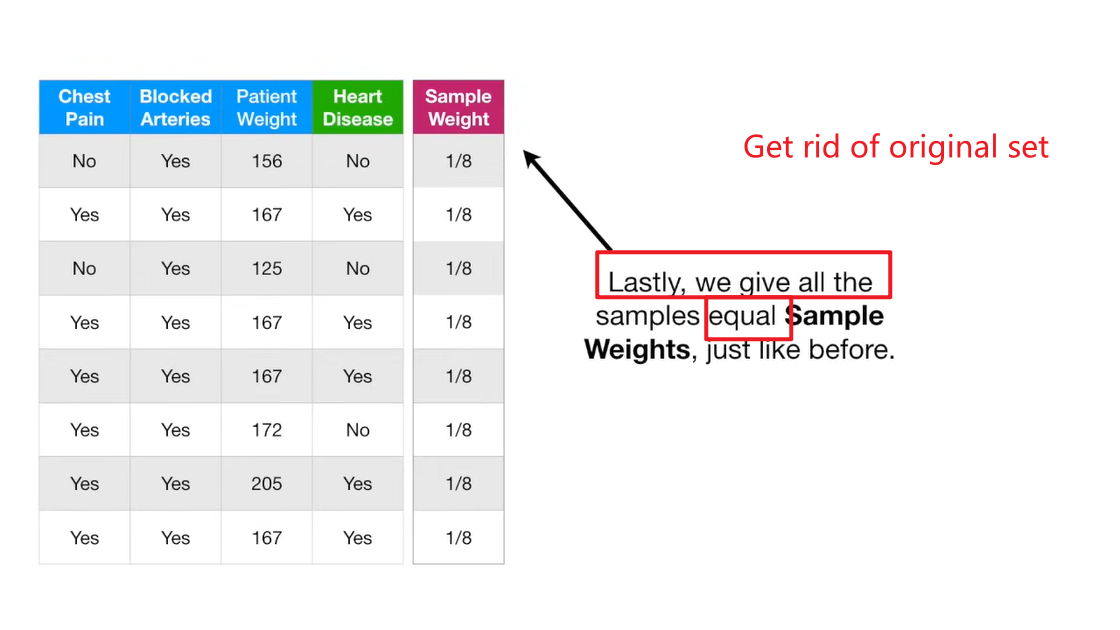 Chest Pain Blocked Arteries Patient Weight Heart Disease Sample Weight
No Yes 156 No 1/8
Yes Yes 167 Yes 1/8
No Yes 125 No 1/8
Yes Yes 167 Yes 1/8
Yes Yes 167 Yes 1/8
Yes Yes 172 No 1/8
Yes Yes 205 Yes 1/8
Yes Yes 167 Yes 1/8
Get rid of original set
Lastly, we give all the
samples equal Sample
Weights, just like before.